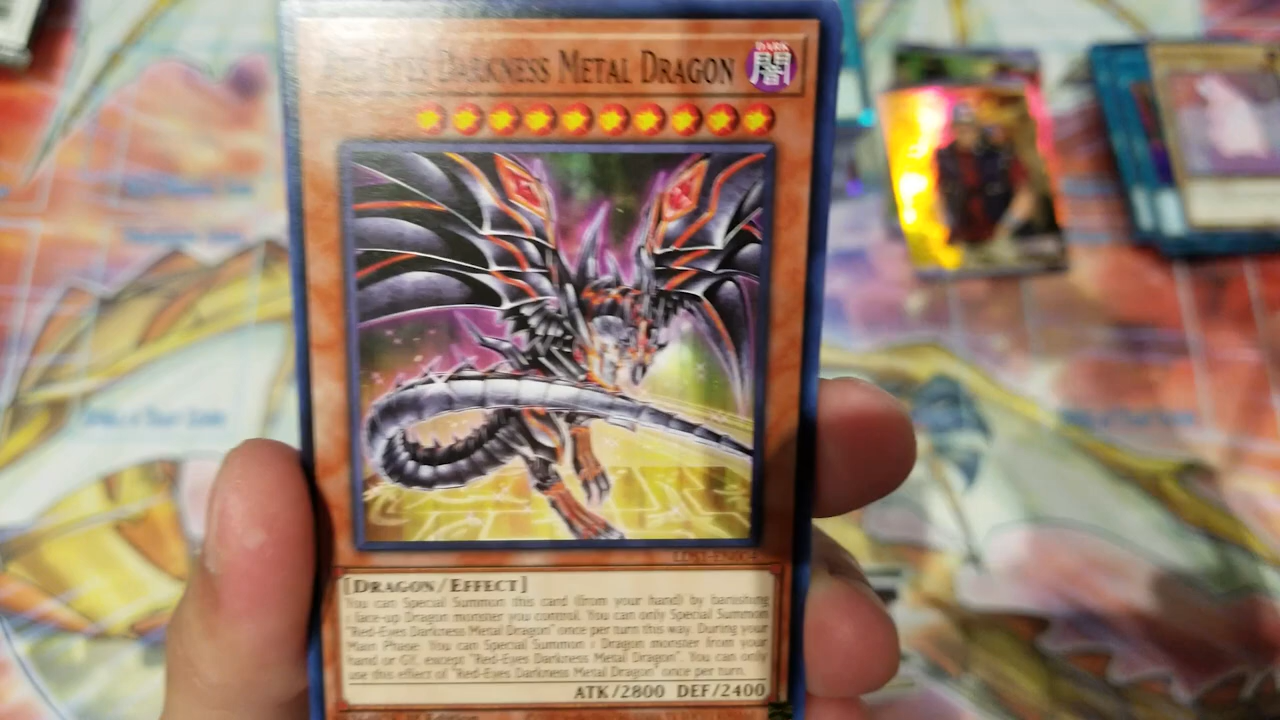 Eyes Darkness Metal Dragon
DARK
闇
LDS1-EN004
[Dragon/Effect]
You can Special Summon this card (from your hand) by banishing
1 face-up Dragon monster you control. You can only Special Summon
"Red-Eyes Darkness Metal Dragon" once per turn this way. During your
Main Phase: You can Special Summon 1 Dragon monster from your
hand or GY, except "Red-Eyes Darkness Metal Dragon". You can only
use this effect of "Red-Eyes Darkness Metal Dragon" once per turn.
ATK/2800 DEF/2400
Edition